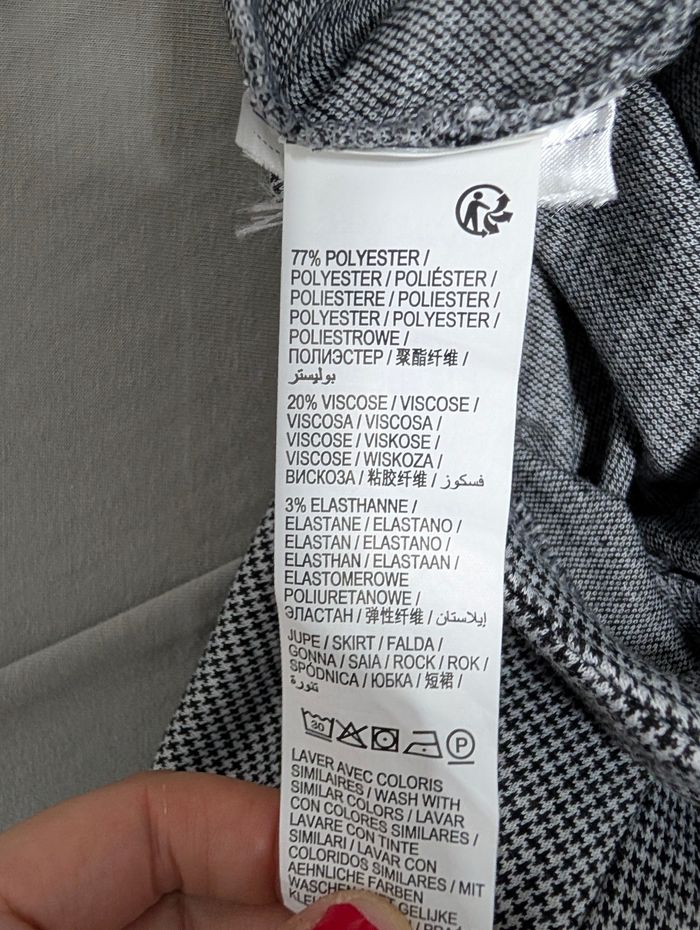 77% POLYESTER /
POLYESTER / POLIÉSTER /
POLIESTERE / POLIESTER /
POLYESTER / POLYESTER /
POLIESTROWE /
ПОЛИЭСТЕР / 聚酯纤维 /
بوليستر
20% VISCOSE / VISCOSE /
VISCOSA / VISCOSA /
VISCOSE / VISKOSE /
VISCOSE / WISKOZA /
ВИСКОЗА / 粘胶纤维 / فسكوز
3% ELASTHANNE /
ELASTANE / ELASTANO /
ELASTAN / ELASTANO /
ELASTHAN / ELASTAAN /
ELASTOMEROWE
POLIURETANOWE /
ЭЛАСТАН / 弹性纤维 / إيلاستان
JUPE / SKIRT / FALDA /
GONNA / SAIA / ROCK / ROK /
SPÓDNICA / ЮБКА / 短裙 /
تنورة
30 P
LAVER AVEC COLORIS
SIMILAIRES / WASH WITH
SIMILAR COLORS / LAVAR
CON COLORES SIMILARES /
LAVARE CON TINTE
SIMILARI / LAVAR COM
COLORIDOS SIMILARES / MIT
AEHNLICHE FARBEN
GELIJKE